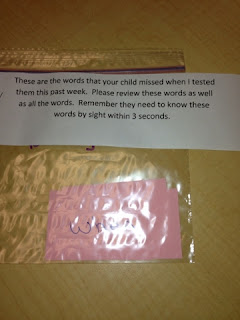 These are the words that your child missed when I tested
them this past week. Please review these words as well
as all the words. Remember they need to know these
words by sight within 3 seconds.